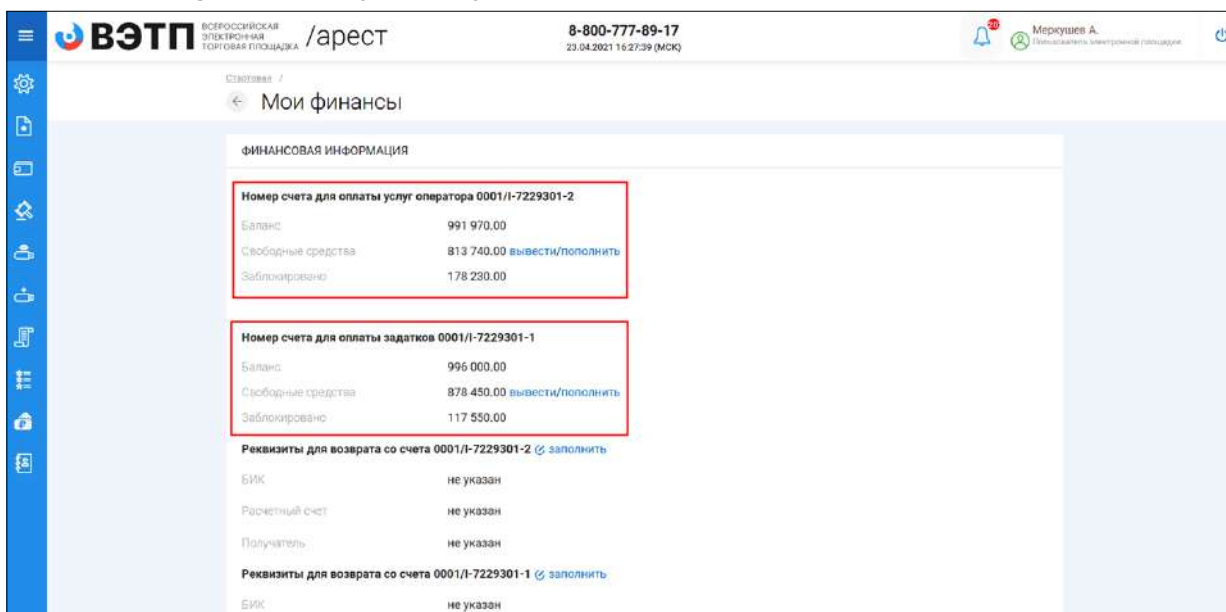 ВЭТП ВСЕРОССИЙСКАЯ ЭЛЕКТРОННАЯ ТОРГОВАЯ ПЛОЩАДКА /арест
8-800-777-89-17
23.04.2021 16:27:39 (МСК)
20
Меркушев А.
Пользователь электронной площадки
Стартовая /
Мои финансы
ФИНАНСОВАЯ ИНФОРМАЦИЯ
Номер счета для оплаты услуг оператора 0001/I-7229301-2
Баланс 991 970.00
Свободные средства 813 740.00 вывести/пополнить
Заблокировано 178 230.00
Номер счета для оплаты задатков 0001/I-7229301-1
Баланс 996 000.00
Свободные средства 878 450.00 вывести/пополнить
Заблокировано 117 550.00
Реквизиты для возврата со счета 0001/I-7229301-2 заполнить
БИК не указан
Расчетный счет не указан
Получатель не указан
Реквизиты для возврата со счета 0001/I-7229301-1 заполнить
БИК не указан